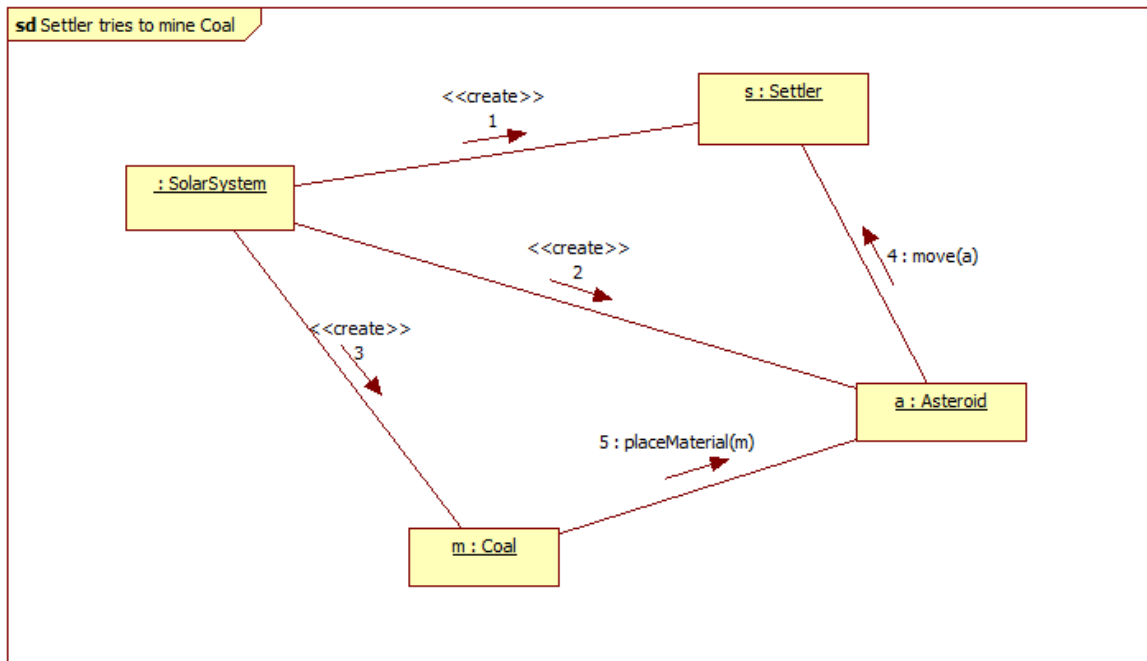 sd Settler tries to mine Coal
<<create>>
1
s : Settler
: SolarSystem
<<create>>
2
4 : move(a)
<<create>>
3
a : Asteroid
5 : placeMaterial(m)
m : Coal